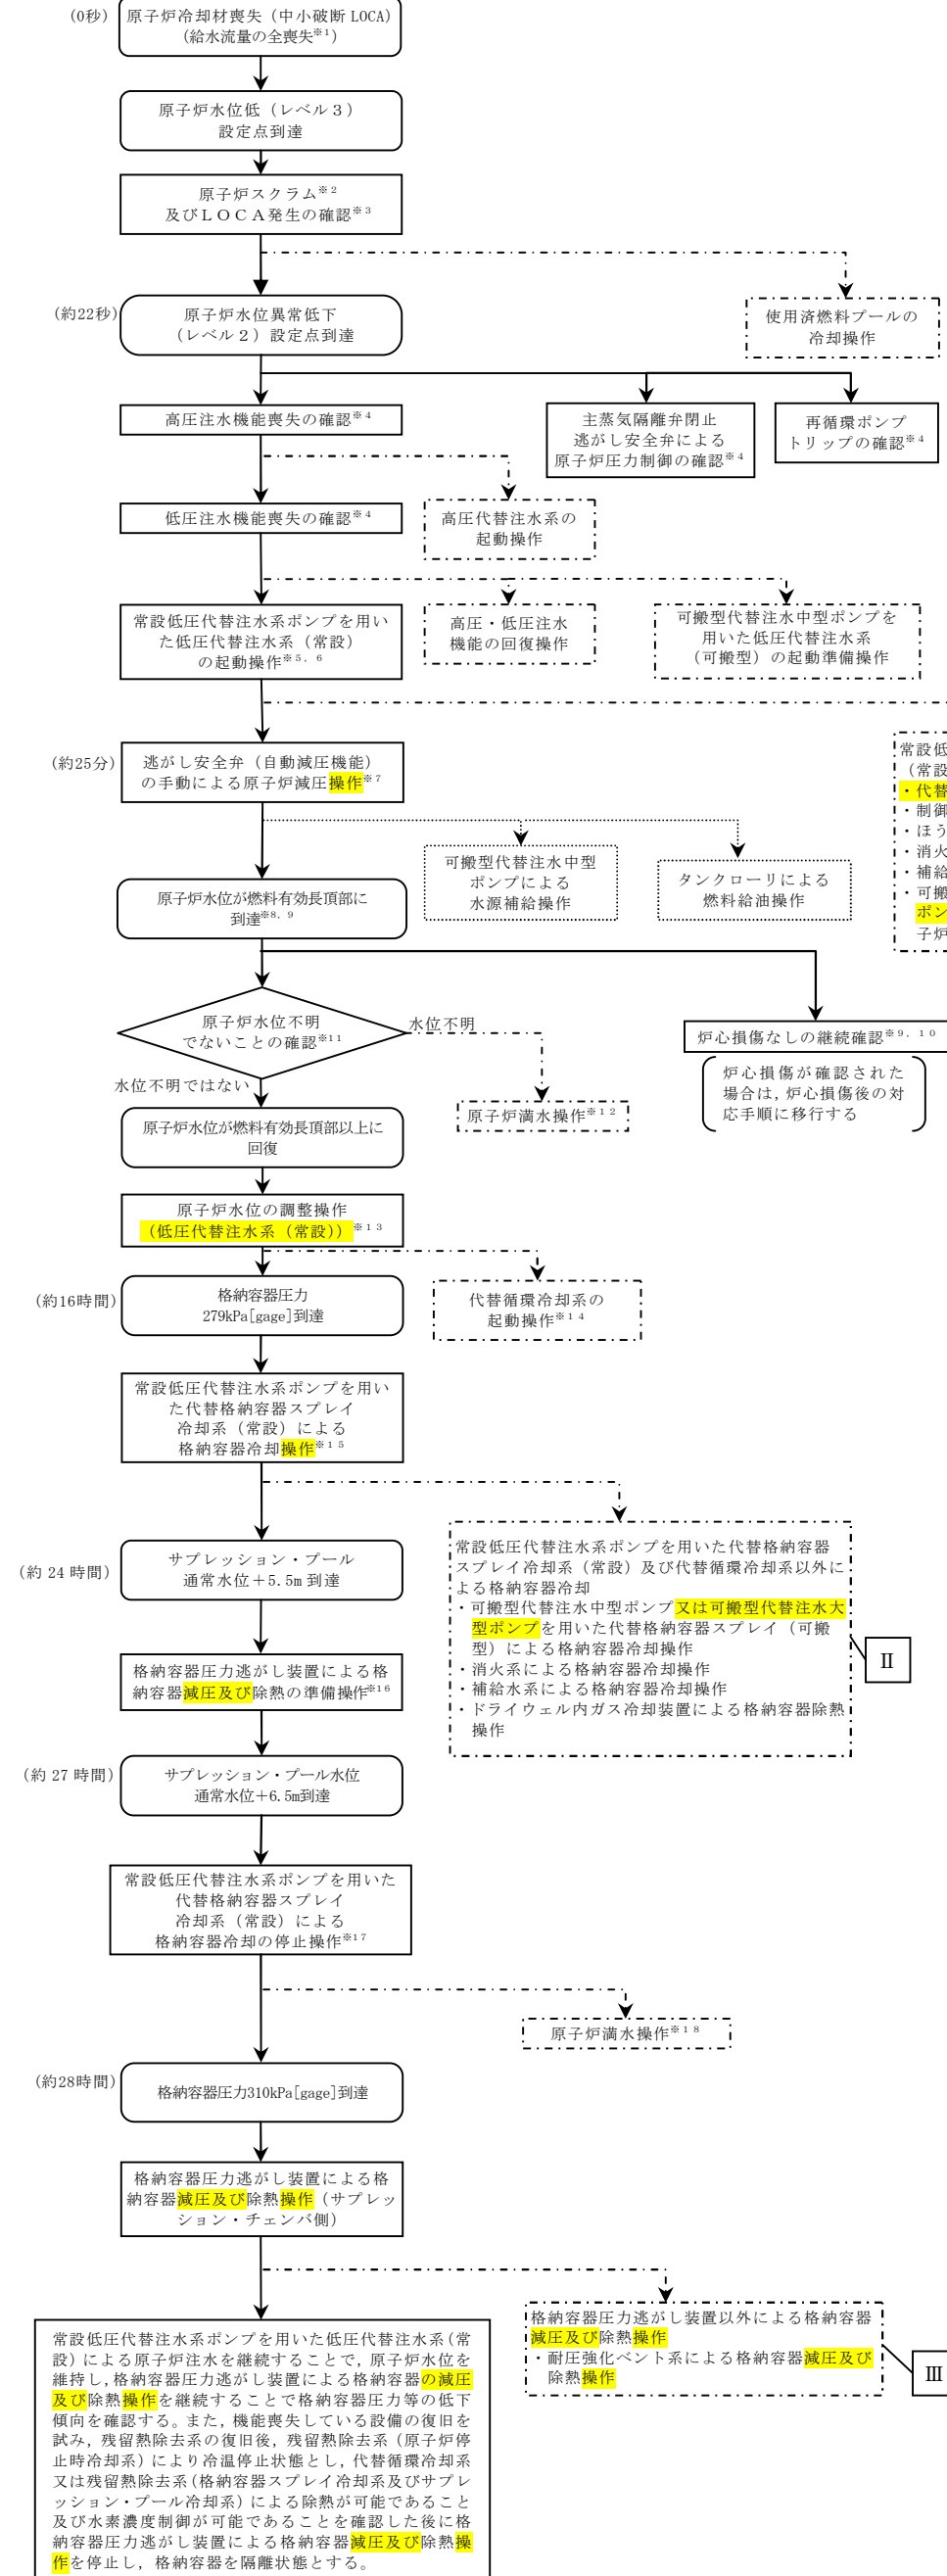 (0秒)
原子炉冷却材喪失（中小破断 LOCA）
（給水流量の全喪失※1）
原子炉水位低（レベル３）
設定点到達
原子炉スクラム※２
及びＬＯＣＡ発生の確認※３
(約22秒)
原子炉水位異常低下
（レベル２）設定点到達
使用済燃料プールの
冷却操作
高圧注水機能喪失の確認※４
主蒸気隔離弁閉止
逃がし安全弁による
原子炉圧力制御の確認※４
再循環ポンプ
トリップの確認※４
低圧注水機能喪失の確認※４
高圧代替注水系の
起動操作
常設低圧代替注水系ポンプを用い
た低圧代替注水系（常設）
の起動操作※５，６
高圧・低圧注水
機能の回復操作
可搬型代替注水中型ポンプを
用いた低圧代替注水系
（可搬型）の起動準備操作
(約25分)
逃がし安全弁（自動減圧機能）
の手動による原子炉減圧操作※７
常設低
（常設
・代替
・制御
・ほう
・消火
・補給
・可搬
ポン
子炉
可搬型代替注水中型
ポンプによる
水源補給操作
タンクローリによる
燃料給油操作
原子炉水位が燃料有効長頂部に
到達※8，9
原子炉水位不明
でないことの確認※11
水位不明
水位不明ではない
原子炉満水操作※１２
炉心損傷なしの継続確認※９，１０
炉心損傷が確認された
場合は，炉心損傷後の対
応手順に移行する
原子炉水位が燃料有効長頂部以上に
回復
原子炉水位の調整操作
（低圧代替注水系（常設））※１３
(約16時間)
格納容器圧力
279kPa[gage]到達
代替循環冷却系の
起動操作※１４
常設低圧代替注水系ポンプを用い
た代替格納容器スプレイ
冷却系（常設）による
格納容器冷却操作※１５
(約 24 時間)
サプレッション・プール
通常水位＋5.5m 到達
常設低圧代替注水系ポンプを用いた代替格納容器
スプレイ冷却系（常設）及び代替循環冷却系以外に
よる格納容器冷却
・可搬型代替注水中型ポンプ又は可搬型代替注水大
型ポンプを用いた代替格納容器スプレイ（可搬
型）による格納容器冷却操作
・消火系による格納容器冷却操作
・補給水系による格納容器冷却操作
・ドライウェル内ガス冷却装置による格納容器除熱
操作
Ⅱ
格納容器圧力逃がし装置による格
納容器減圧及び除熱の準備操作※16
(約 27 時間)
サプレッション・プール水位
通常水位＋6.5m到達
常設低圧代替注水系ポンプを用いた
代替格納容器スプレイ
冷却系（常設）による
格納容器冷却の停止操作※17
原子炉満水操作※１８
(約28時間)
格納容器圧力310kPa[gage]到達
格納容器圧力逃がし装置による格
納容器減圧及び除熱操作（サプレッ
ション・チェンバ側）
格納容器圧力逃がし装置以外による格納容器
減圧及び除熱操作
・耐圧強化ベント系による格納容器減圧及び
除熱操作
Ⅲ
常設低圧代替注水系ポンプを用いた低圧代替注水系（常
設）による原子炉注水を継続することで，原子炉水位を
維持し，格納容器圧力逃がし装置による格納容器の減圧
及び除熱操作を継続することで格納容器圧力等の低下
傾向を確認する。また，機能喪失している設備の復旧を
試み，残留熱除去系の復旧後，残留熱除去系（原子炉停
止時冷却系）により冷温停止状態とし，代替循環冷却系
又は残留熱除去系（格納容器スプレイ冷却系及びサプレ
ッション・プール冷却系）による除熱が可能であること
及び水素濃度制御が可能であることを確認した後に格
納容器圧力逃がし装置による格納容器減圧及び除熱操
作を停止し，格納容器を隔離状態とする。